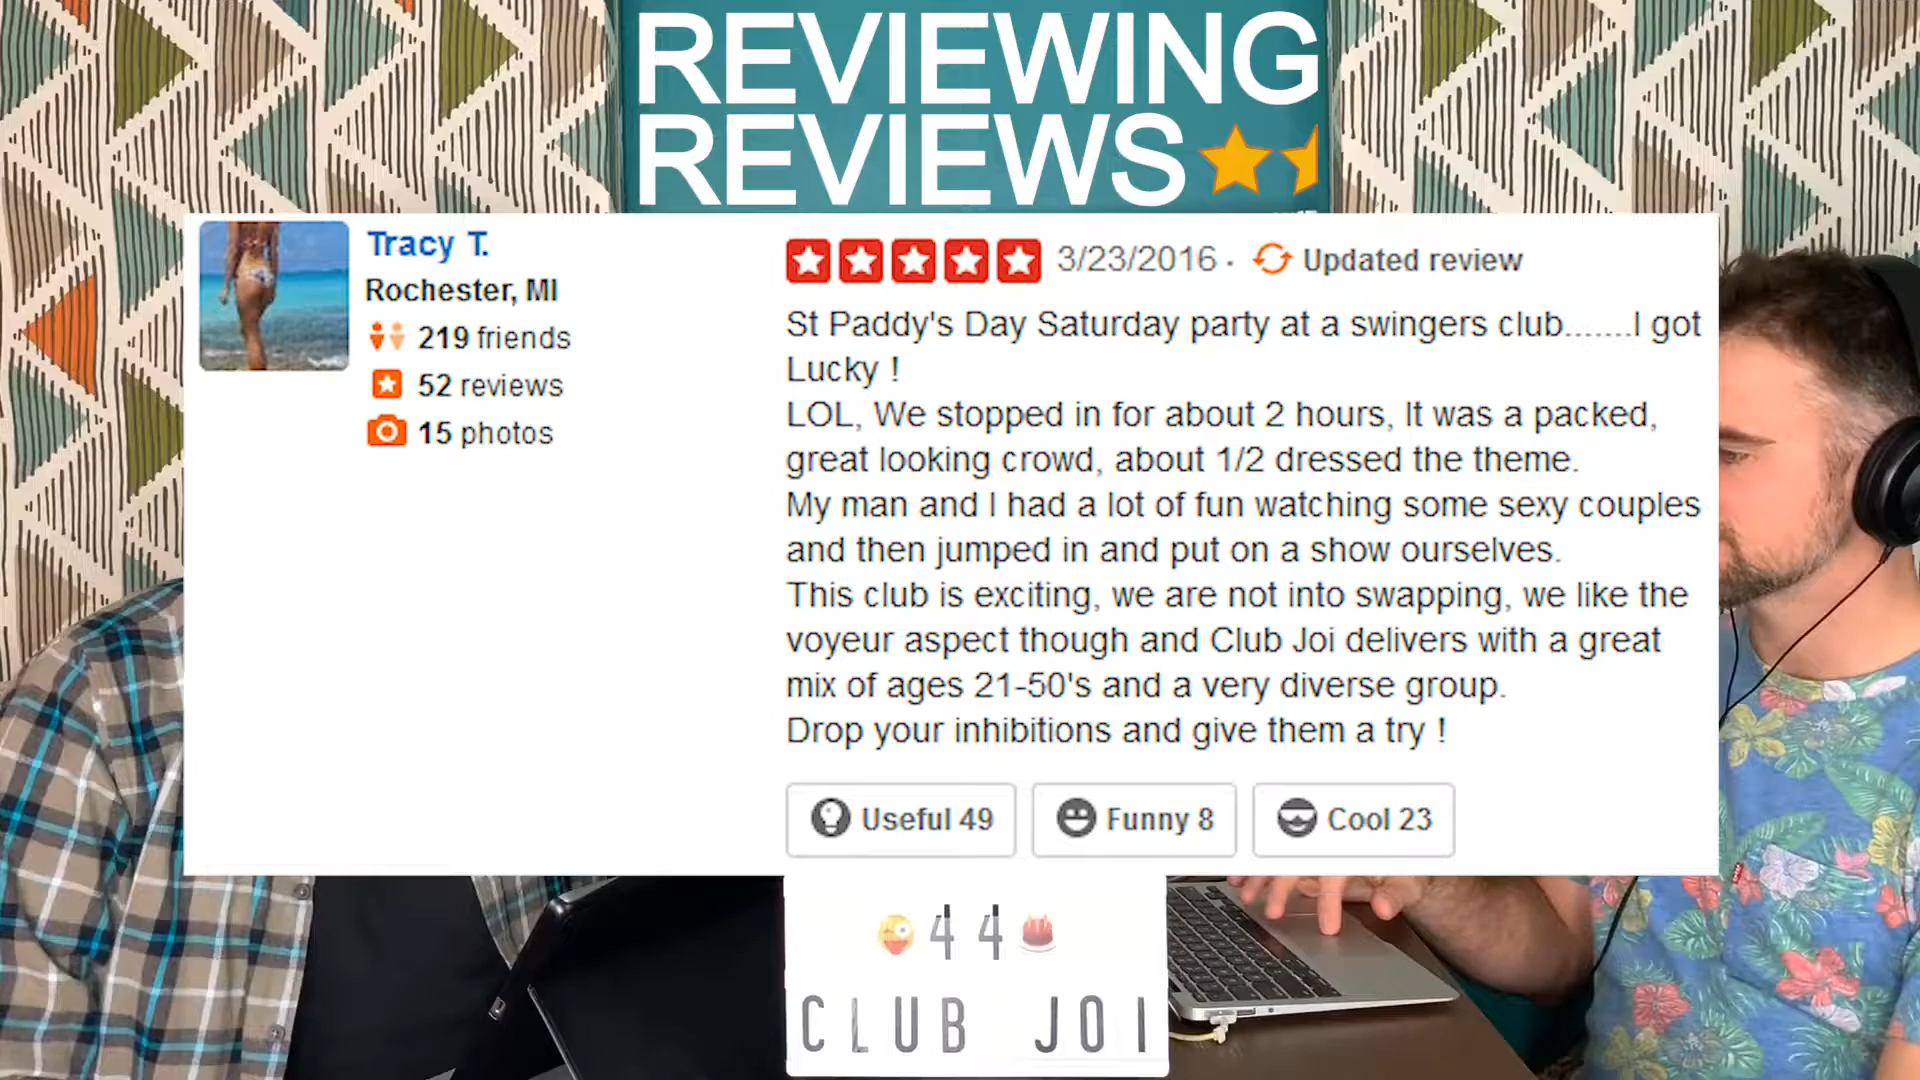 REVIEWING
REVIEWS
Tracy T.
Rochester, MI
219 friends
52 reviews
15 photos
3/23/2016 · Updated review
St Paddy's Day Saturday party at a swingers club.......I got
Lucky !
LOL, We stopped in for about 2 hours, It was a packed,
great looking crowd, about 1/2 dressed the theme.
My man and I had a lot of fun watching some sexy couples
and then jumped in and put on a show ourselves.
This club is exciting, we are not into swapping, we like the
voyeur aspect though and Club Joi delivers with a great
mix of ages 21-50's and a very diverse group.
Drop your inhibitions and give them a try !
Useful 49
Funny 8
Cool 23
44
CLUB JOI